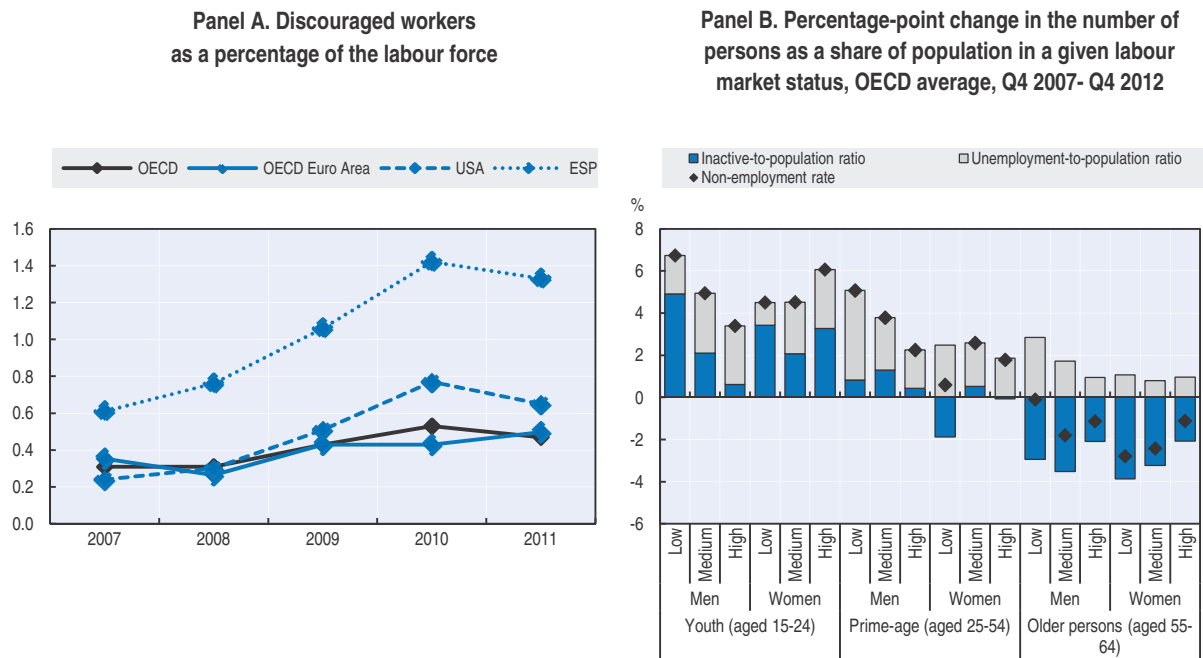 Panel A. Discouraged workers
as a percentage of the labour force
OECD
OECD Euro Area
USA
ESP
1.6
1.4
1.2
1.0
0.8
0.6
0.4
0.2
0.0
2007
2008
2009
2010
2011
Panel B. Percentage-point change in the number of
persons as a share of population in a given labour
market status, OECD average, Q4 2007- Q4 2012
Inactive-to-population ratio
Unemployment-to-population ratio
Non-employment rate
%
8
6
4
2
0
-2
-4
-6
Low
Medium
High
Low
Medium
High
Low
Medium
High
Low
Medium
High
Low
Medium
High
Low
Medium
High
Men
Women
Men
Women
Men
Women
Youth (aged 15-24)
Prime-age (aged 25-54)
Older persons (aged 55-
64)